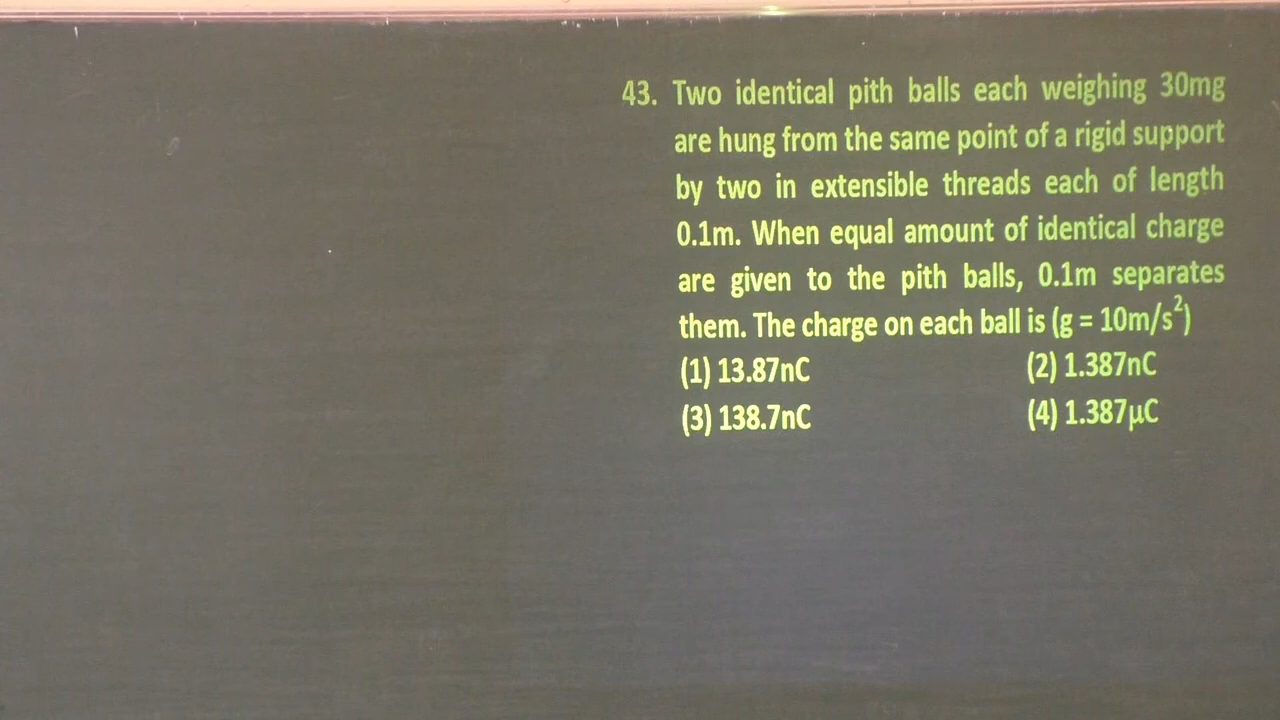 43. Two identical pith balls each weighing 30mg
are hung from the same point of a rigid support
by two in extensible threads each of length
0.1m. When equal amount of identical charge
are given to the pith balls, 0.1m separates
them. The charge on each ball is (g = 10m/s²)
(1) 13.87nC (2) 1.387nC
(3) 138.7nC (4) 1.387μC